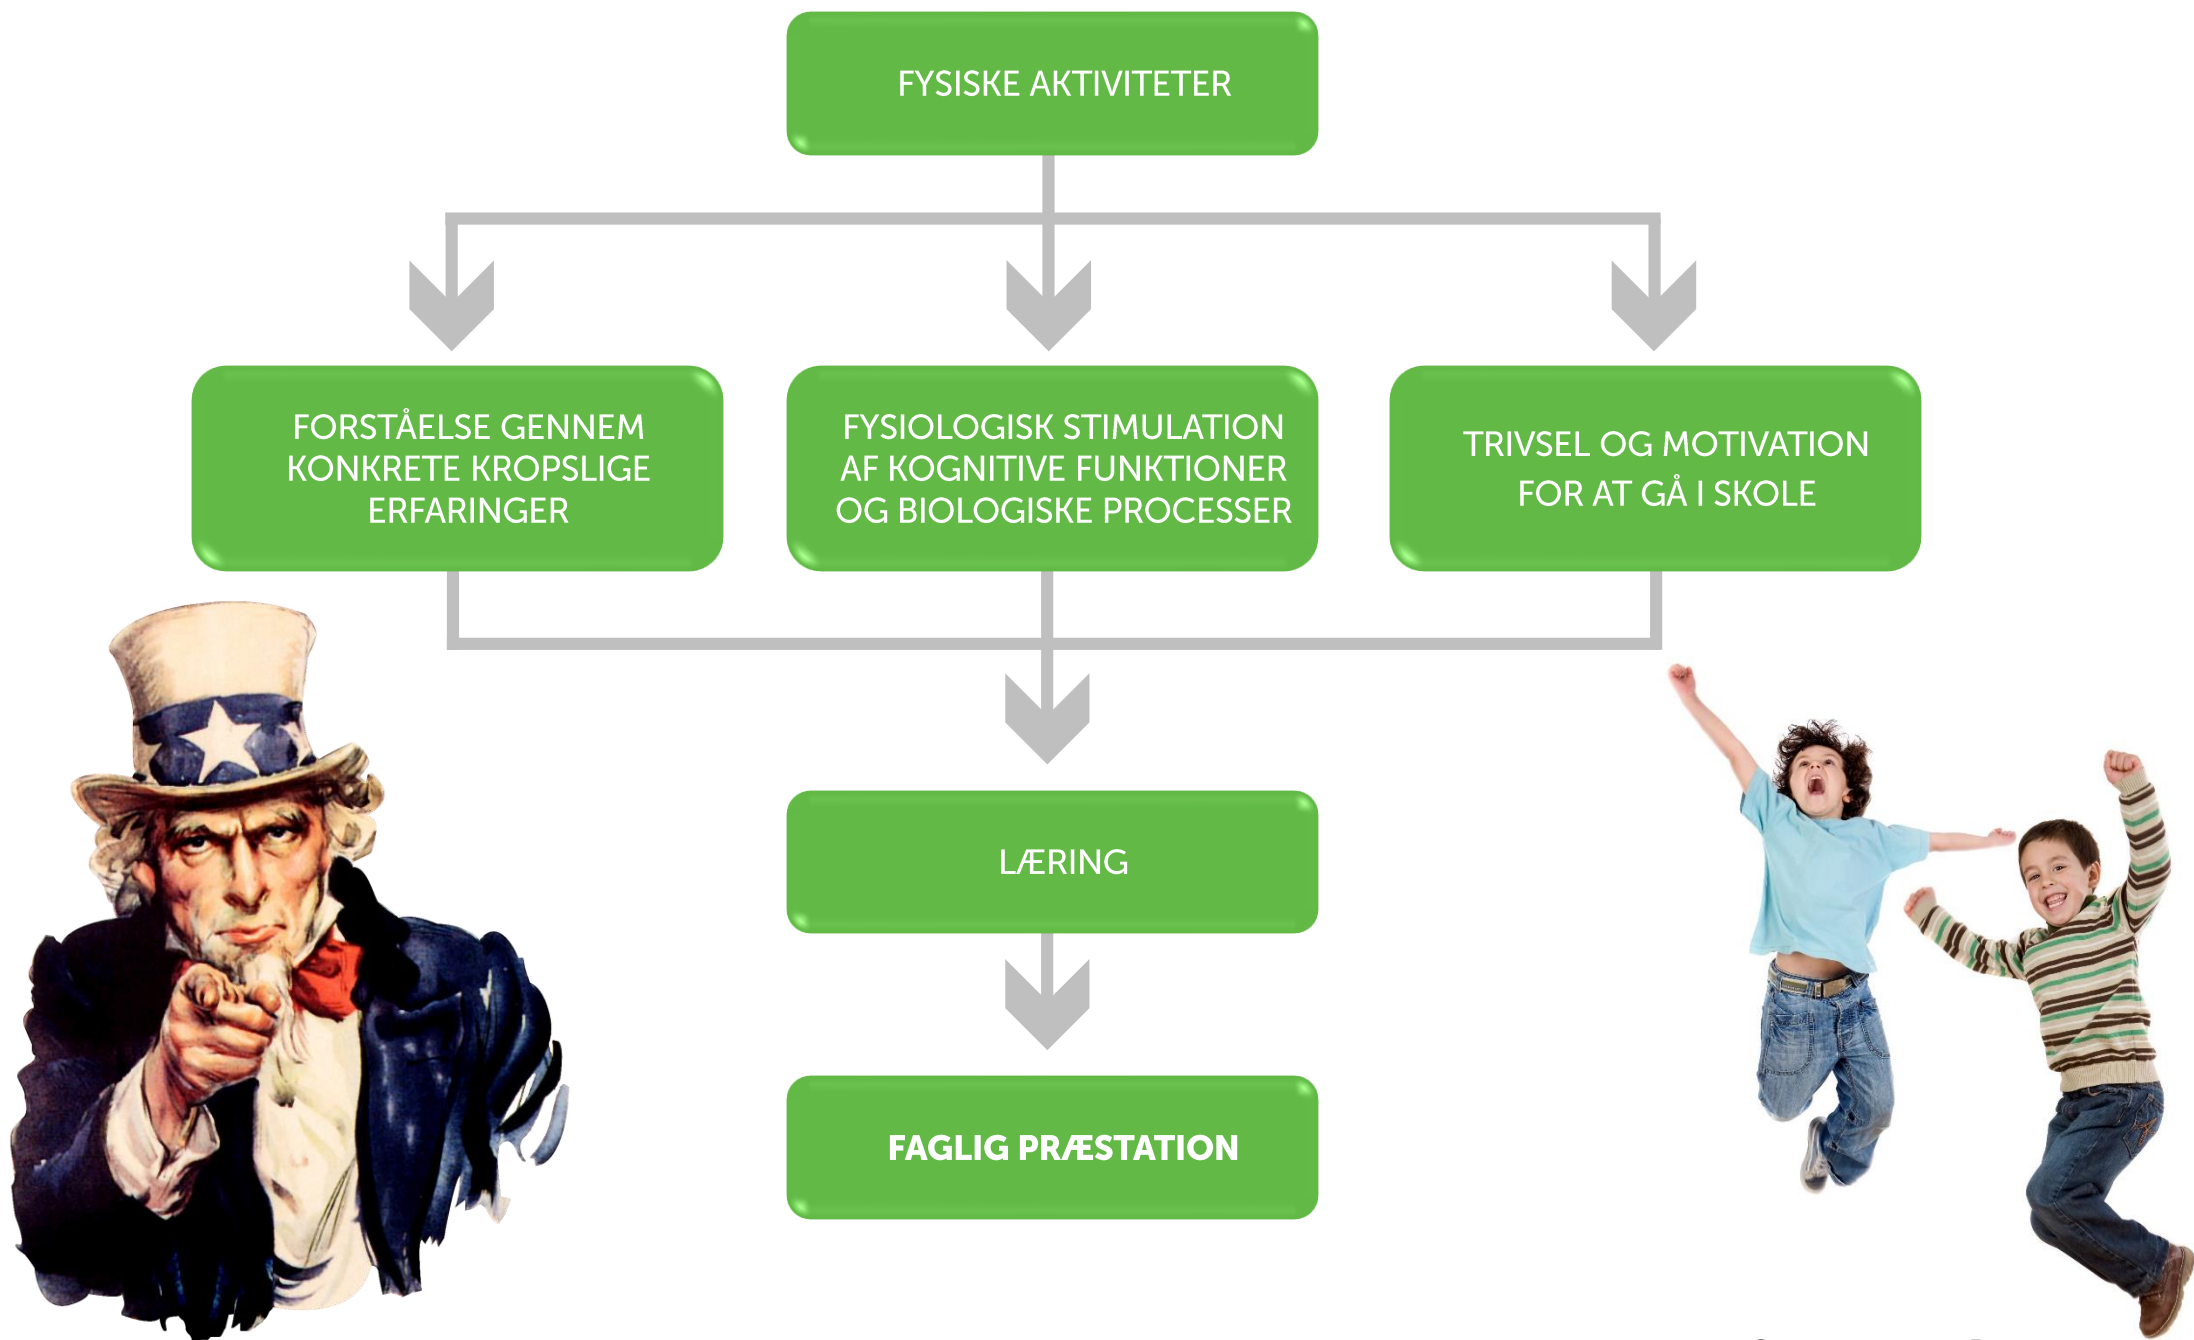 FYSISKE AKTIVITETER
FORSTÅELSE GENNEM
KONKRETE KROPSLIGE
ERFARINGER
FYSIOLOGISK STIMULATION
AF KOGNITIVE FUNKTIONER
OG BIOLOGISKE PROCESSER
TRIVSEL OG MOTIVATION
FOR AT GÅ I SKOLE
LÆRING
FAGLIG PRÆSTATION